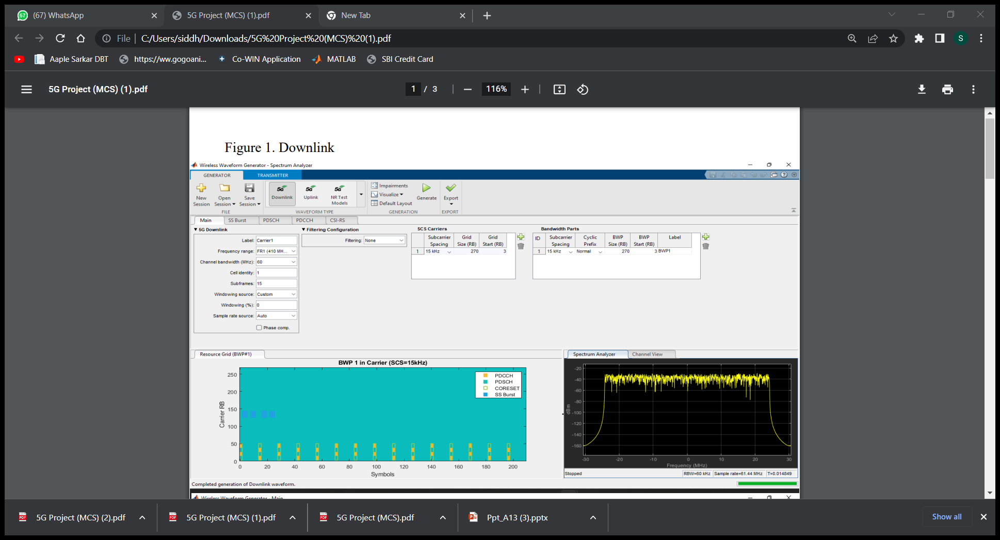 (67) WhatsApp
5G Project (MCS) (1).pdf
New Tab
File
C:/Users/siddh/Downloads/5G%20Project%20(MCS)%20(1).pdf
S
Aaple Sarkar DBT
https://ww.gogoani...
Co-WIN Application
MATLAB
SBI Credit Card
5G Project (MCS) (1).pdf
1 / 3
116%
Figure 1. Downlink
Wireless Waveform Generator - Spectrum Analyzer
GENERATOR
TRANSMITTER
New Session
Open Session
Save Session
FILE
5G Downlink
5G Uplink
5G NR Test Models
WAVEFORM TYPE
Impairments
Visualize
Default Layout
Generate
GENERATION
Export
EXPORT
Main
SS Burst
PDSCH
PDCCH
CSI-RS
5G Downlink
Label: Carrier1
Frequency range: FR1 (410 MH...
Channel bandwidth (MHz): 60
Cell identity: 1
Subframes: 15
Windowing source: Custom
Windowing (%): 0
Sample rate source: Auto
Phase comp.
Filtering Configuration
Filtering: None
SCS Carriers
Subcarrier Spacing Grid Size (RB) Grid Start (RB)
1 15 kHz 270 3
Bandwidth Parts
ID Subcarrier Spacing Cyclic Prefix BWP Size (RB) BWP Start (RB) Label
1 15 kHz Normal 270 3 BWP1
Resource Grid (BWP#1)
BWP 1 in Carrier (SCS=15kHz)
250
200
150
100
50
0
Carrier RB
PDCCH
PDSCH
CORESET
SS Burst
0 20 40 60 80 100 120 140 160 180 200
Symbols
Spectrum Analyzer
Channel View
-20
-40
-60
-80
-100
-120
-140
-160
dBm
-30 -20 -10 0 10 20 30
Frequency (MHz)
Stopped
RBW=60 kHz
Sample rate=61.44 MHz
T=0.014849
Completed generation of Downlink waveform.
Wireless Waveform Generator - Main
5G Project (MCS) (2).pdf
5G Project (MCS) (1).pdf
5G Project (MCS).pdf
Ppt_A13 (3).pptx
Show all